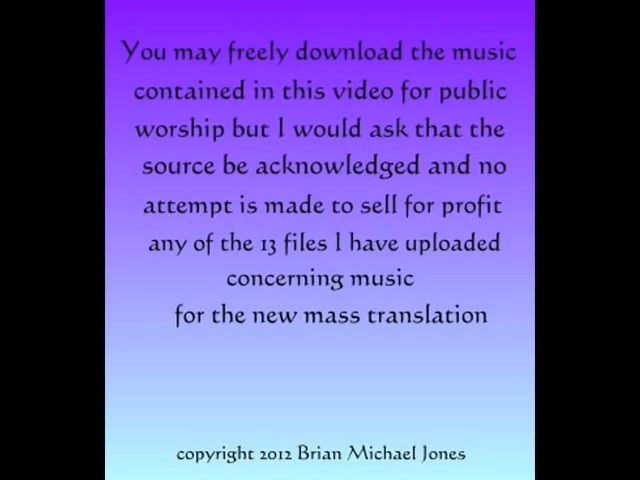 You may freely download the music
contained in this video for public
worship but I would ask that the
source be acknowledged and no
attempt is made to sell for profit
any of the 13 files I have uploaded
concerning music
for the new mass translation
copyright 2012 Brian Michael Jones